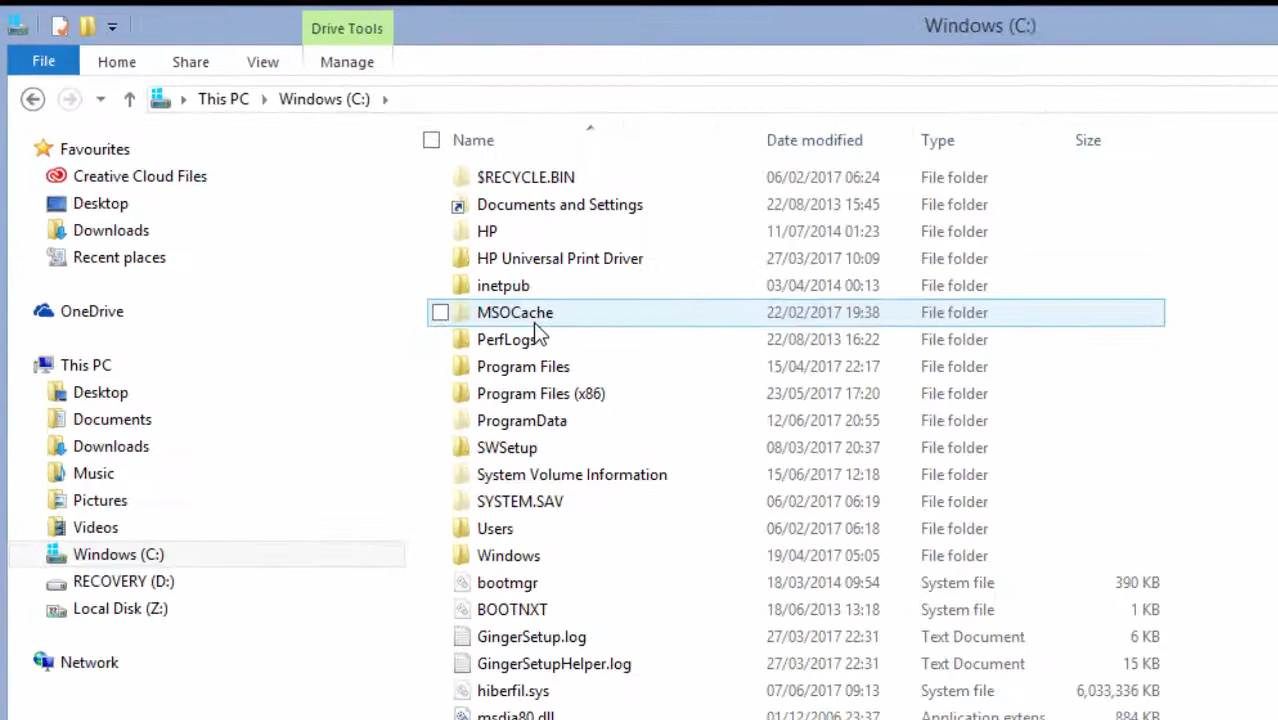 Drive Tools
Windows (C:)
File Home Share View Manage
This PC Windows (C:)
Name Date modified Type Size
Favourites
Creative Cloud Files
Desktop
Downloads
Recent places
OneDrive
This PC
Desktop
Documents
Downloads
Music
Pictures
Videos
Windows (C:)
RECOVERY (D:)
Local Disk (Z:)
Network
$RECYCLE.BIN 06/02/2017 06:24 File folder
Documents and Settings 22/08/2013 15:45 File folder
HP 11/07/2014 01:23 File folder
HP Universal Print Driver 27/03/2017 10:09 File folder
inetpub 03/04/2014 00:13 File folder
MSOCache 22/02/2017 19:38 File folder
PerfLogs 22/08/2013 16:22 File folder
Program Files 15/04/2017 22:17 File folder
Program Files (x86) 23/05/2017 17:20 File folder
ProgramData 12/06/2017 20:55 File folder
SWSetup 08/03/2017 20:37 File folder
System Volume Information 15/06/2017 12:18 File folder
SYSTEM.SAV 06/02/2017 06:19 File folder
Users 06/02/2017 06:18 File folder
Windows 19/04/2017 05:05 File folder
bootmgr 18/03/2014 09:54 System file 390 KB
BOOTNXT 18/06/2013 13:18 System file 1 KB
GingerSetup.log 27/03/2017 22:31 Text Document 6 KB
GingerSetupHelper.log 27/03/2017 22:31 Text Document 15 KB
hiberfil.sys 07/06/2017 09:13 System file 6,033,336 KB
msdia80.dll 01/12/2006 23:37 Application extens 884 KB